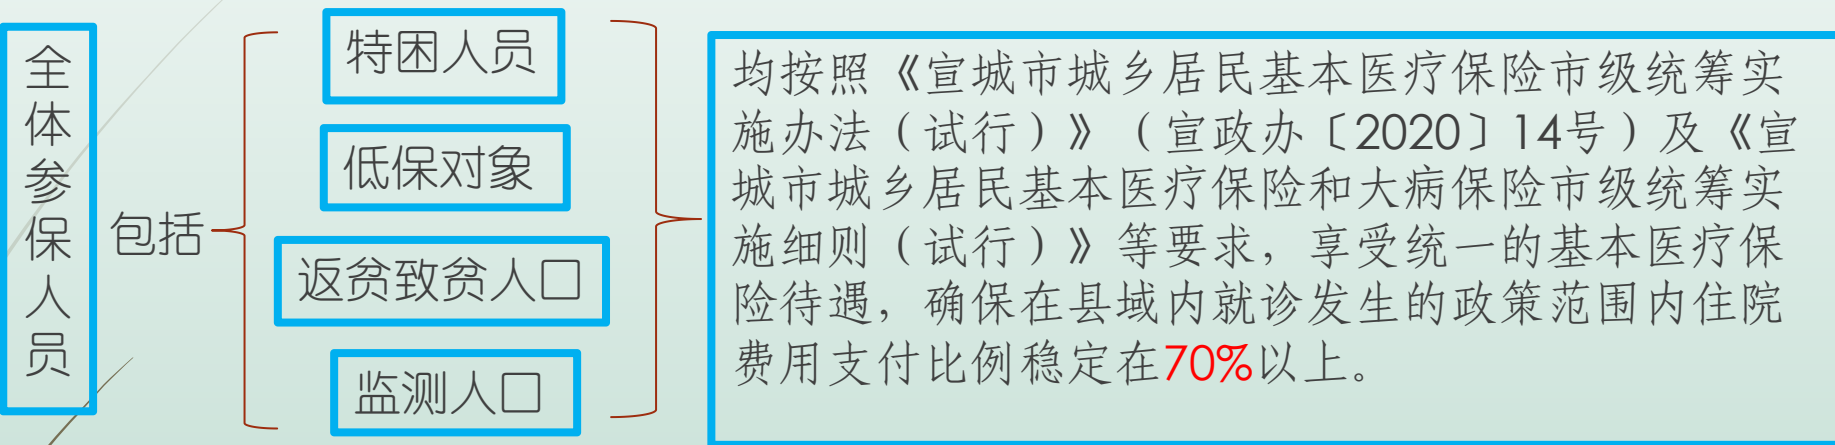 全体参保人员
包括
特困人员
低保对象
返贫致贫人口
监测人口
均按照《宣城市城乡居民基本医疗保险市级统筹实
施办法（试行）》（宣政办〔2020〕14号）及《宣
城市城乡居民基本医疗保险和大病保险市级统筹实
施细则（试行）》等要求，享受统一的基本医疗保
险待遇，确保在县域内就诊发生的政策范围内住院
费用支付比例稳定在70%以上。